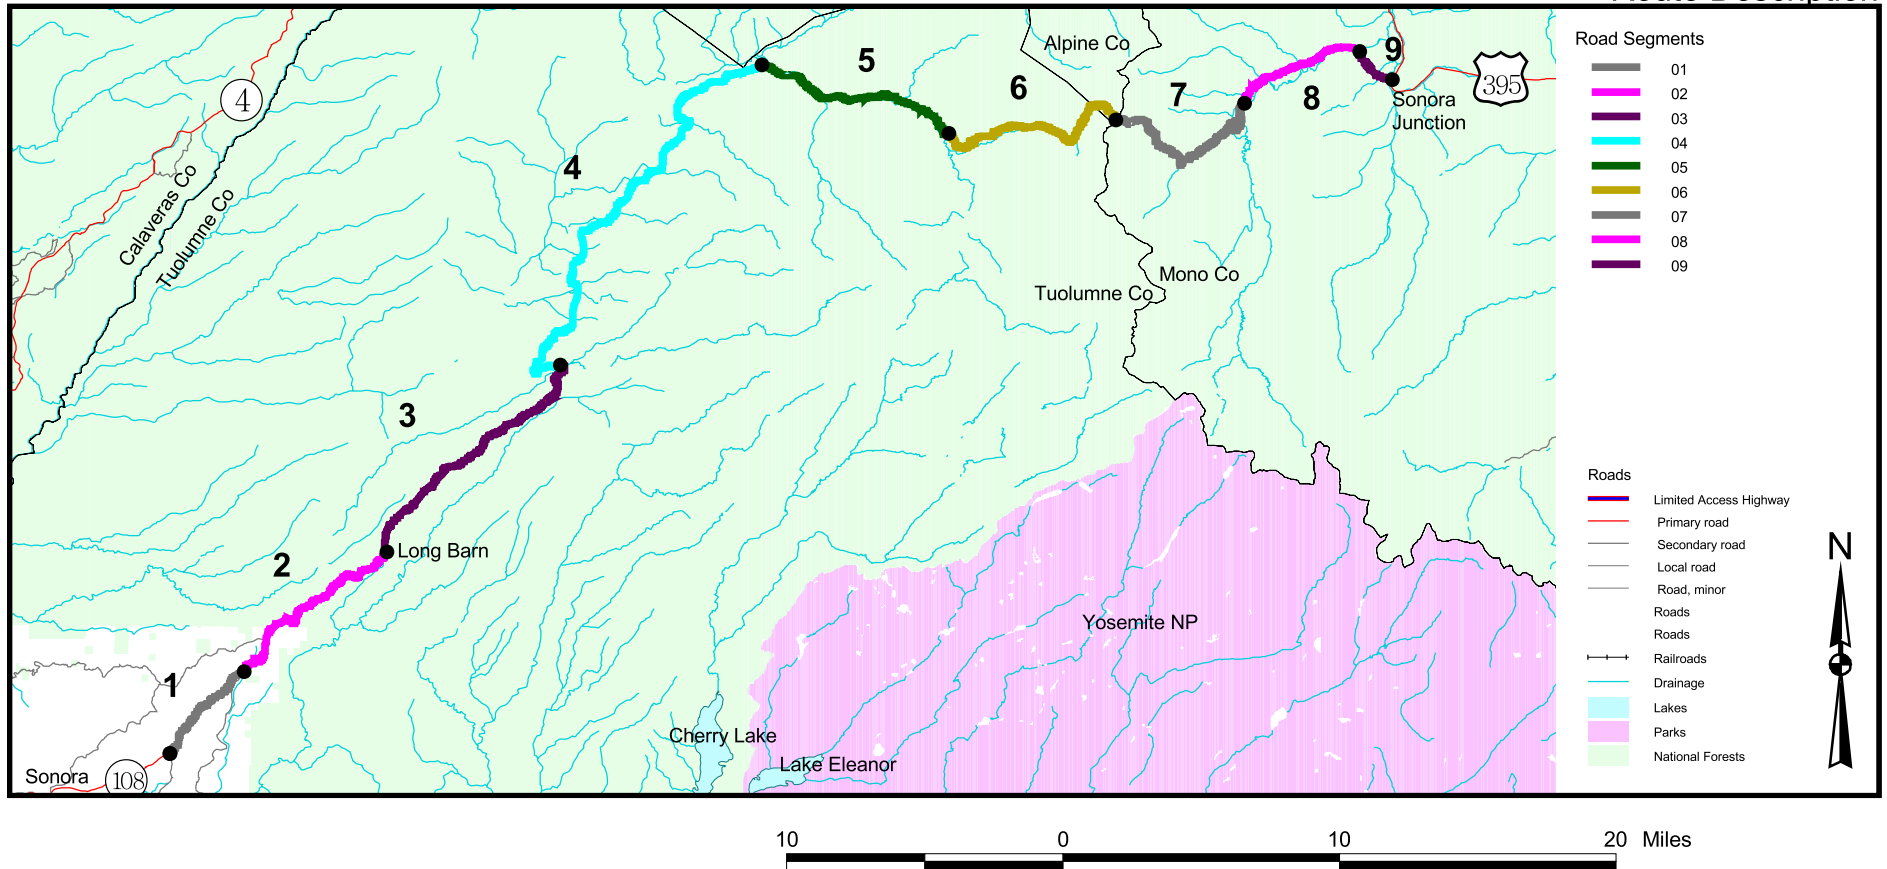 Route Description
4
Calaveras Co
Tuolumne Co
5
6
Alpine Co
7
8
9
395
Sonora
Junction
4
Mono Co
Tuolumne Co
3
2
Long Barn
Yosemite NP
1
Cherry Lake
Lake Eleanor
Sonora
108
Road Segments
01
02
03
04
05
06
07
08
09
Roads
Limited Access Highway
Primary road
Secondary road
Local road
Road, minor
Roads
Roads
Railroads
Drainage
Lakes
Parks
National Forests
N
10 0 10 20 Miles